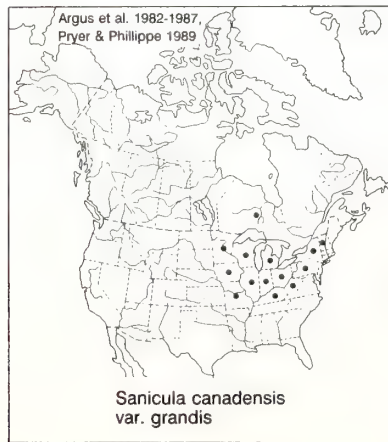 Argus et al. 1982-1987,
Pryer & Phillippe 1989
Sanicula canadensis
var. grandis